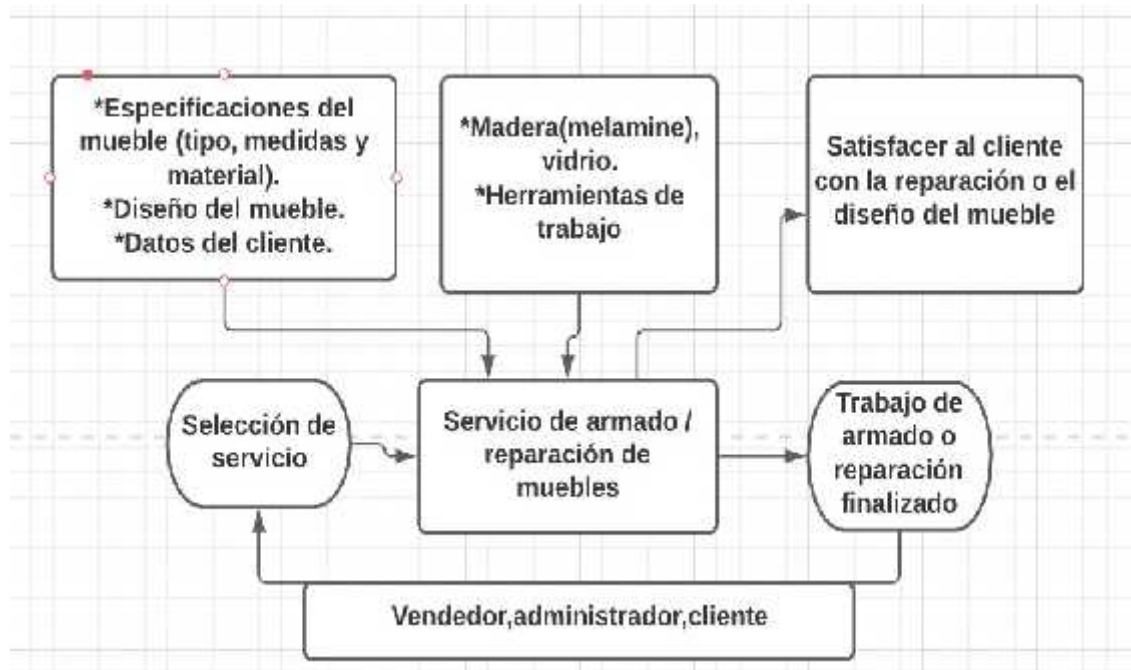 *Especificaciones del
mueble (tipo, medidas y
material).
*Diseño del mueble.
*Datos del cliente.
*Madera(melamine),
vidrio.
*Herramientas de
trabajo
Satisfacer al cliente
con la reparación o el
diseño del mueble
Selección de
servicio
Servicio de armado /
reparación de
muebles
Trabajo de
armado o
reparación
finalizado
Vendedor,administrador,cliente